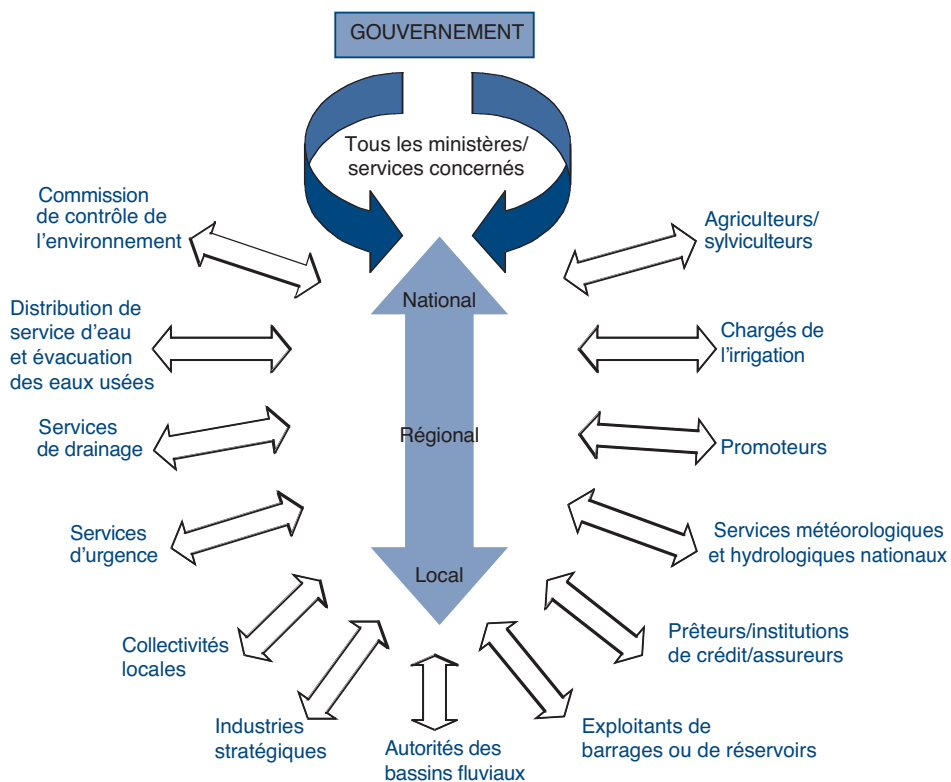 GOUVERNEMENT
Tous les ministères/
services concernés
Commission
de contrôle de
l'environnement
Agriculteurs/
sylviculteurs
National
Distribution de
service d'eau
et évacuation
des eaux usées
Chargés de
l'irrigation
Services
de drainage
Régional
Promoteurs
Services
d'urgence
Services météorologiques
et hydrologiques nationaux
Local
Collectivités
locales
Prêteurs/institutions
de crédit/assureurs
Industries
stratégiques
Autorités des
bassins fluviaux
Exploitants de
barrages ou de réservoirs